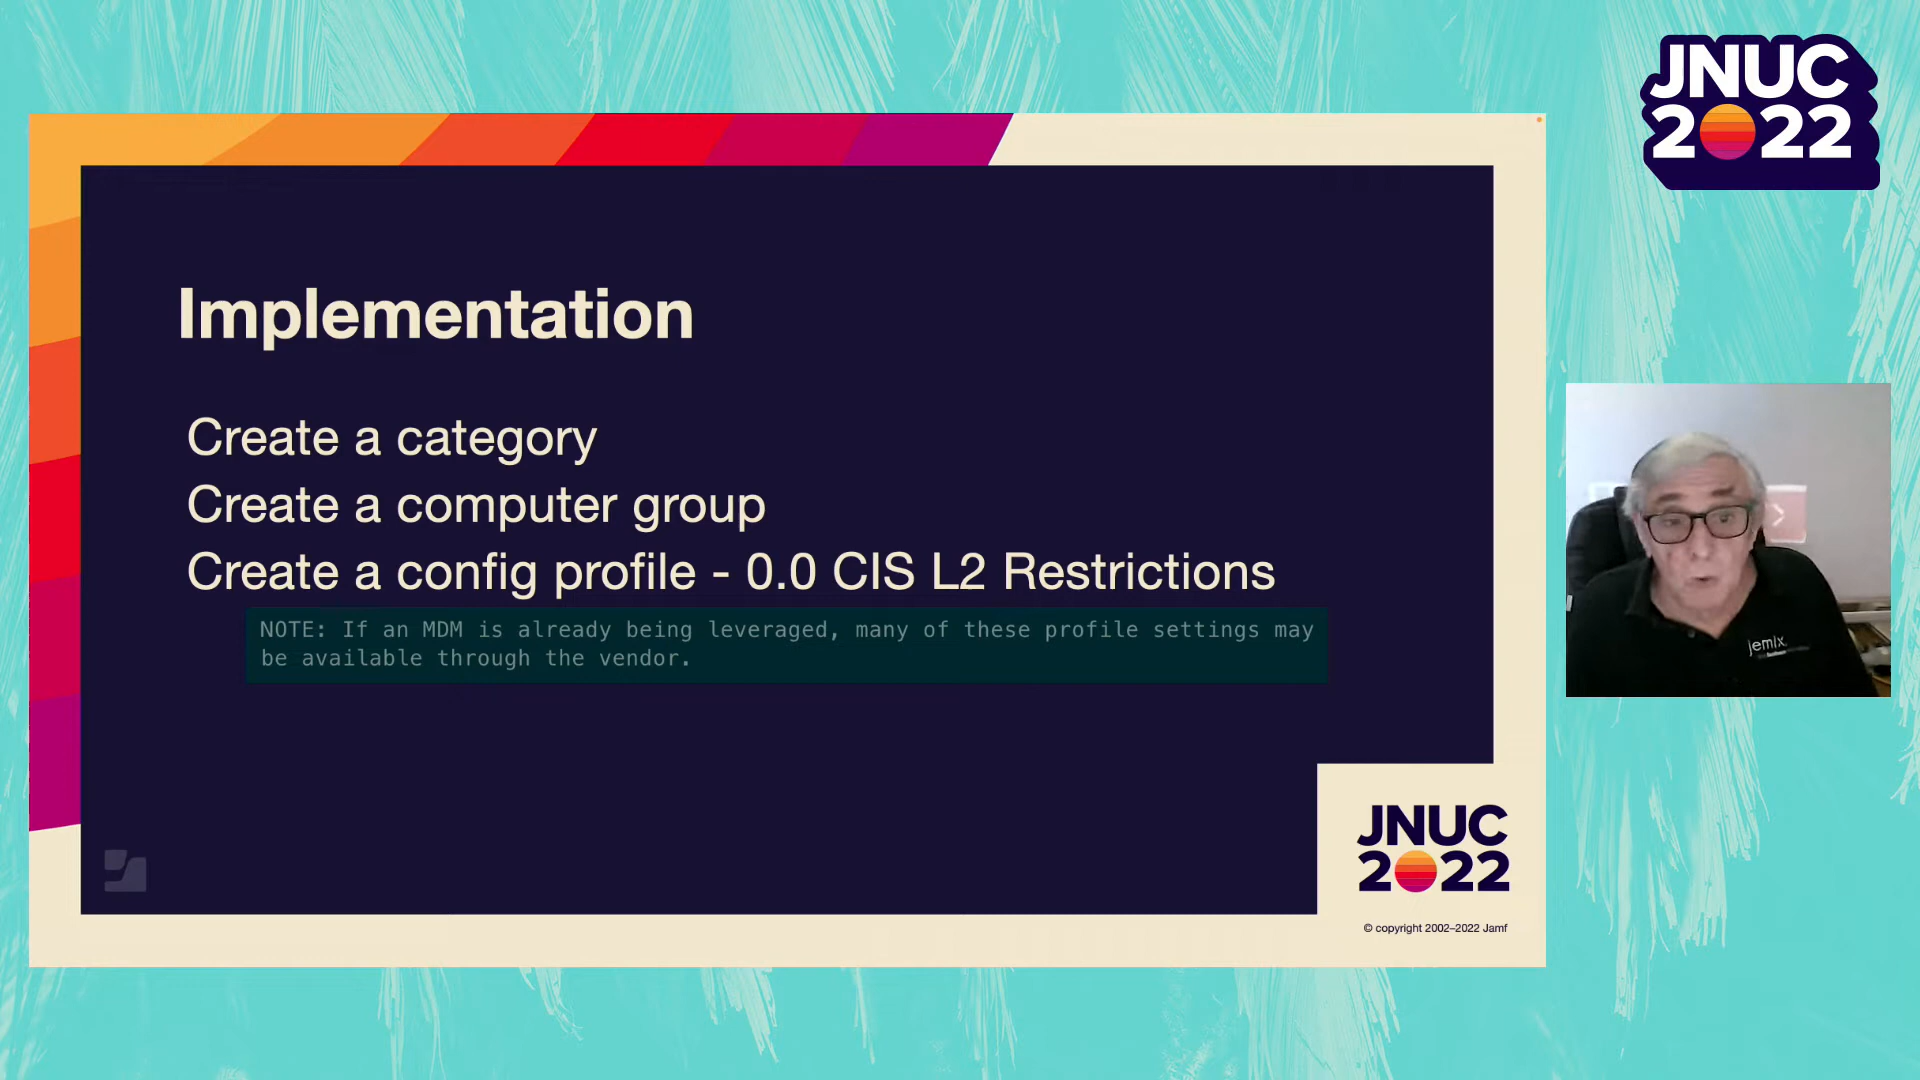 JNUC
2022
Implementation
Create a category
Create a computer group
Create a config profile - 0.0 CIS L2 Restrictions
NOTE: If an MDM is already being leveraged, many of these profile settings may
be available through the vendor.
jemix
JNUC
2022
© copyright 2002–2022 Jamf